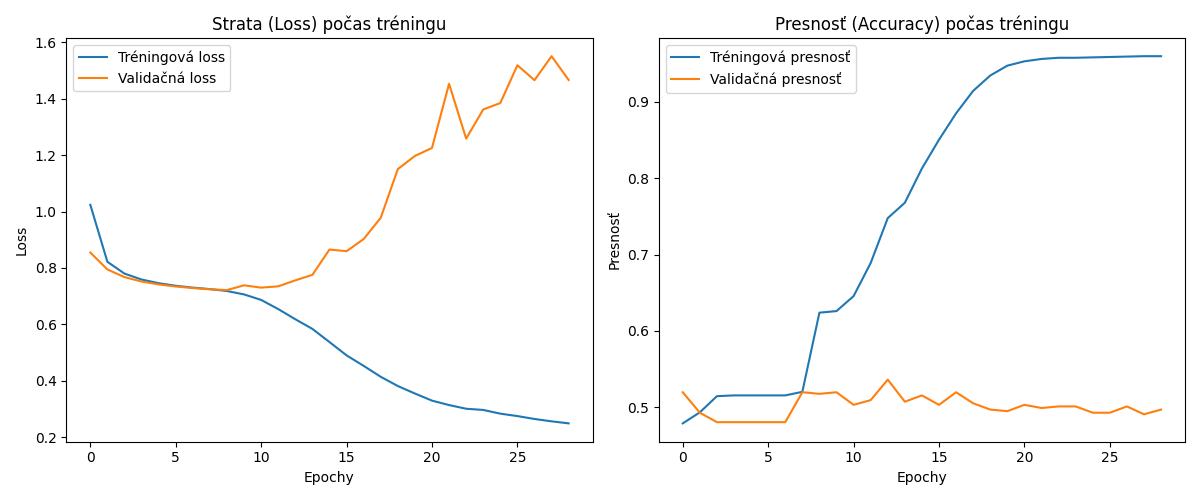 Strata (Loss) počas tréningu
1.6
1.4
1.2
1.0
0.8
0.6
0.4
0.2
Loss
Tréningová loss
Validačná loss
0 5 10 15 20 25
Epochy
Presnosť (Accuracy) počas tréningu
0.9
0.8
0.7
0.6
0.5
Presnosť
Tréningová presnosť
Validačná presnosť
0 5 10 15 20 25
Epochy